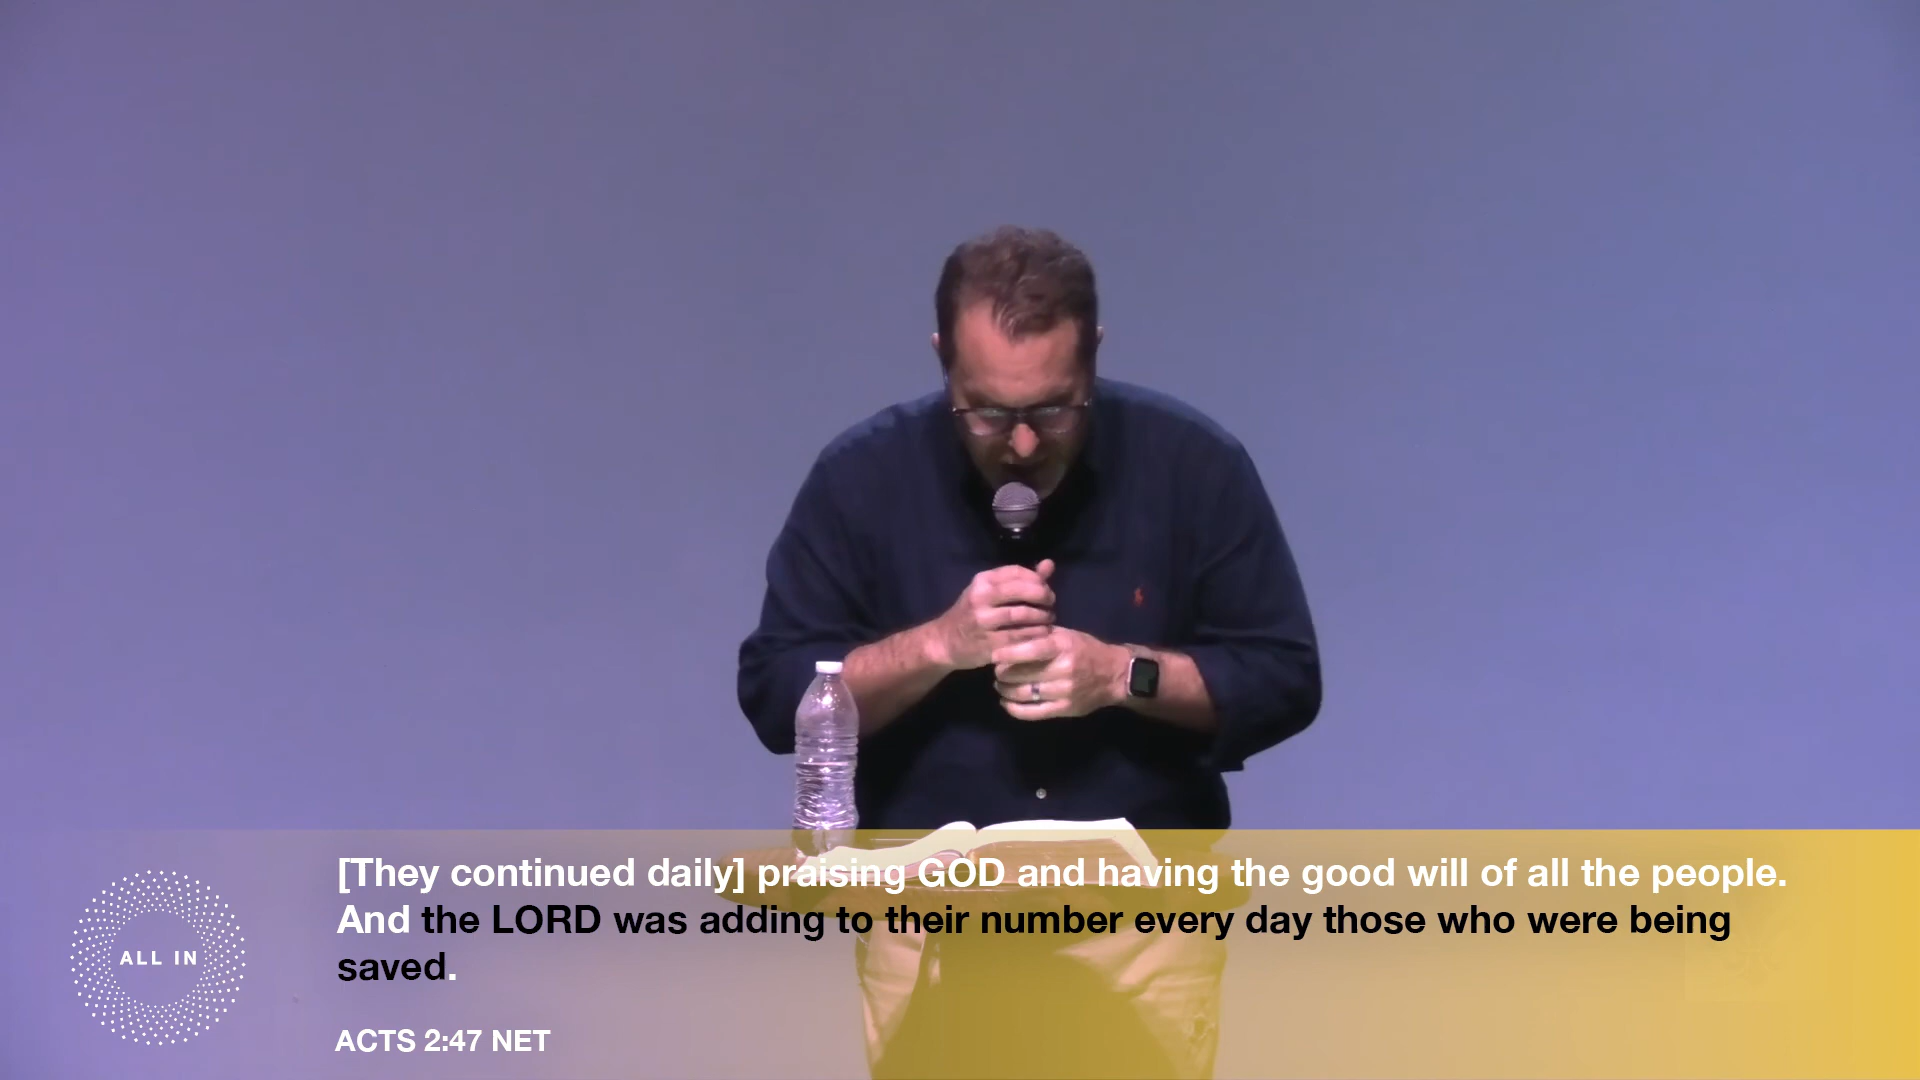 [They continued daily] praising GOD and having the good will of all the people.
And the LORD was adding to their number every day those who were being
saved.
ALL IN
ACTS 2:47 NET